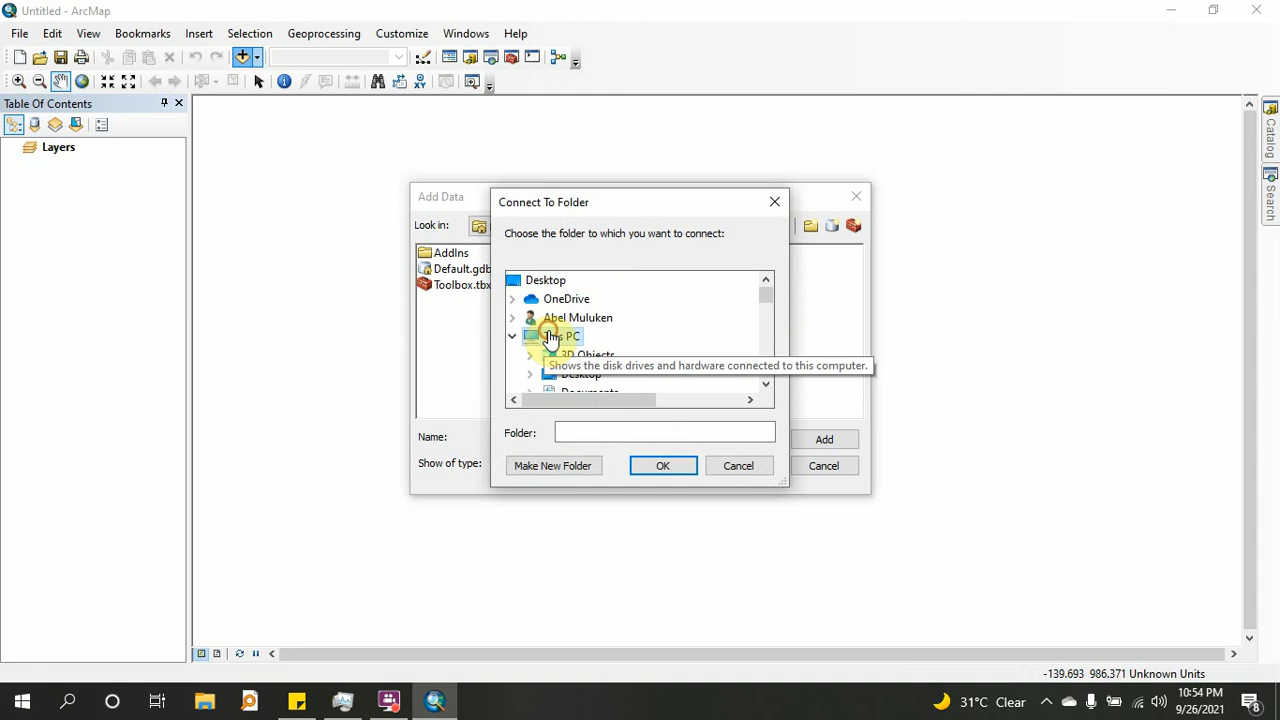 Untitled - ArcMap
File Edit View Bookmarks Insert Selection Geoprocessing Customize Windows Help
Table Of Contents
Layers
Catalog
Search
Add Data
Look in:
AddIns
Default.gdb
Toolbox.tbx
Name:
Show of type:
Add
Cancel
Connect To Folder
Choose the folder to which you want to connect:
Desktop
OneDrive
Abel Muluken
This PC
3D Objects
Shows the disk drives and hardware connected to this computer.
Desktop
Documents
Folder:
Make New Folder OK Cancel
-139.693 986.371 Unknown Units
31°C Clear
10:54 PM
9/26/2021
8